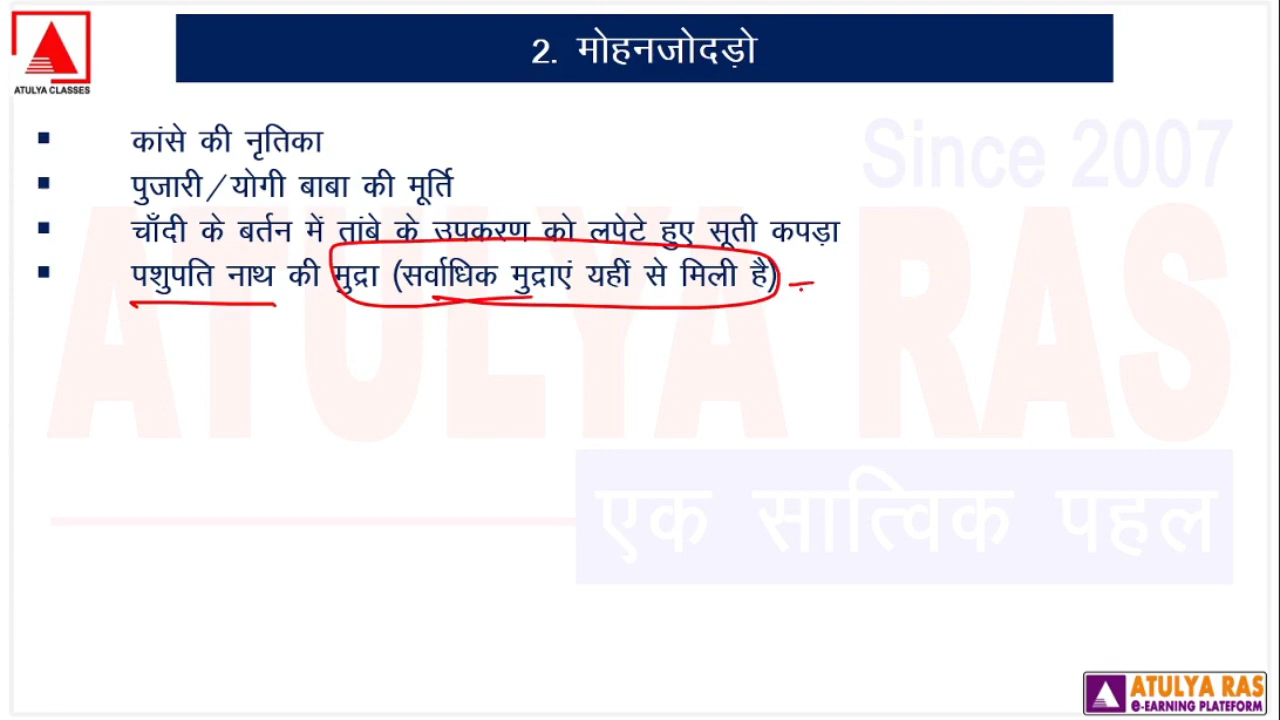 ATULYA CLASSES
2. मोहनजोदड़ो
Since 2007
▪ कांसे की नृतिका
▪ पुजारी/योगी बाबा की मूर्ति
▪ चाँदी के बर्तन में तांबे के उपकरण को लपेटे हुए सूती कपड़ा
▪ पशुपति नाथ की मुद्रा (सर्वाधिक मुद्राएं यहीं से मिली है)
ATULYA RAS
एक सात्विक पहल
ATULYA RAS
e-EARNING PLATEFORM